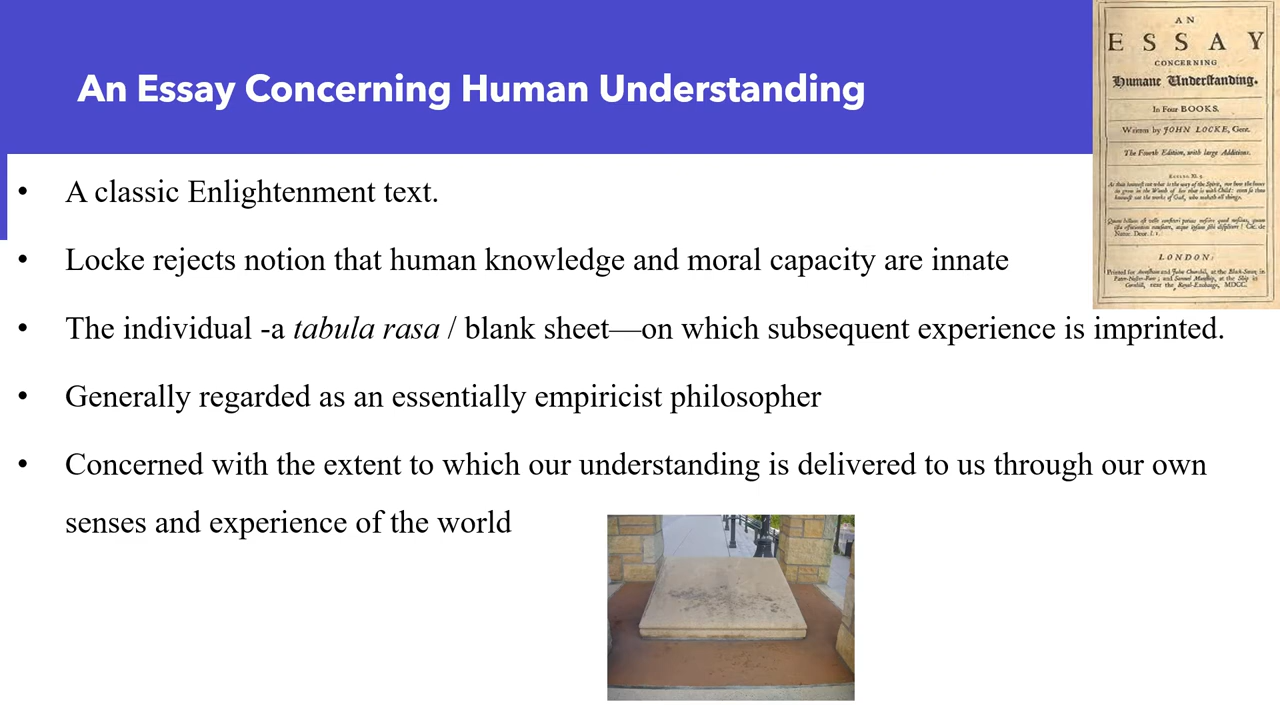 An Essay Concerning Human Understanding
• A classic Enlightenment text.
• Locke rejects notion that human knowledge and moral capacity are innate
• The individual -a tabula rasa / blank sheet—on which subsequent experience is imprinted.
• Generally regarded as an essentially empiricist philosopher
• Concerned with the extent to which our understanding is delivered to us through our own
senses and experience of the world
AN
ESSAY
CONCERNING
Humane Understanding.
In Four BOOKS.
Written by JOHN LOCKE, Gent.
The Fourth Edition, with large Additions.
LONDON: